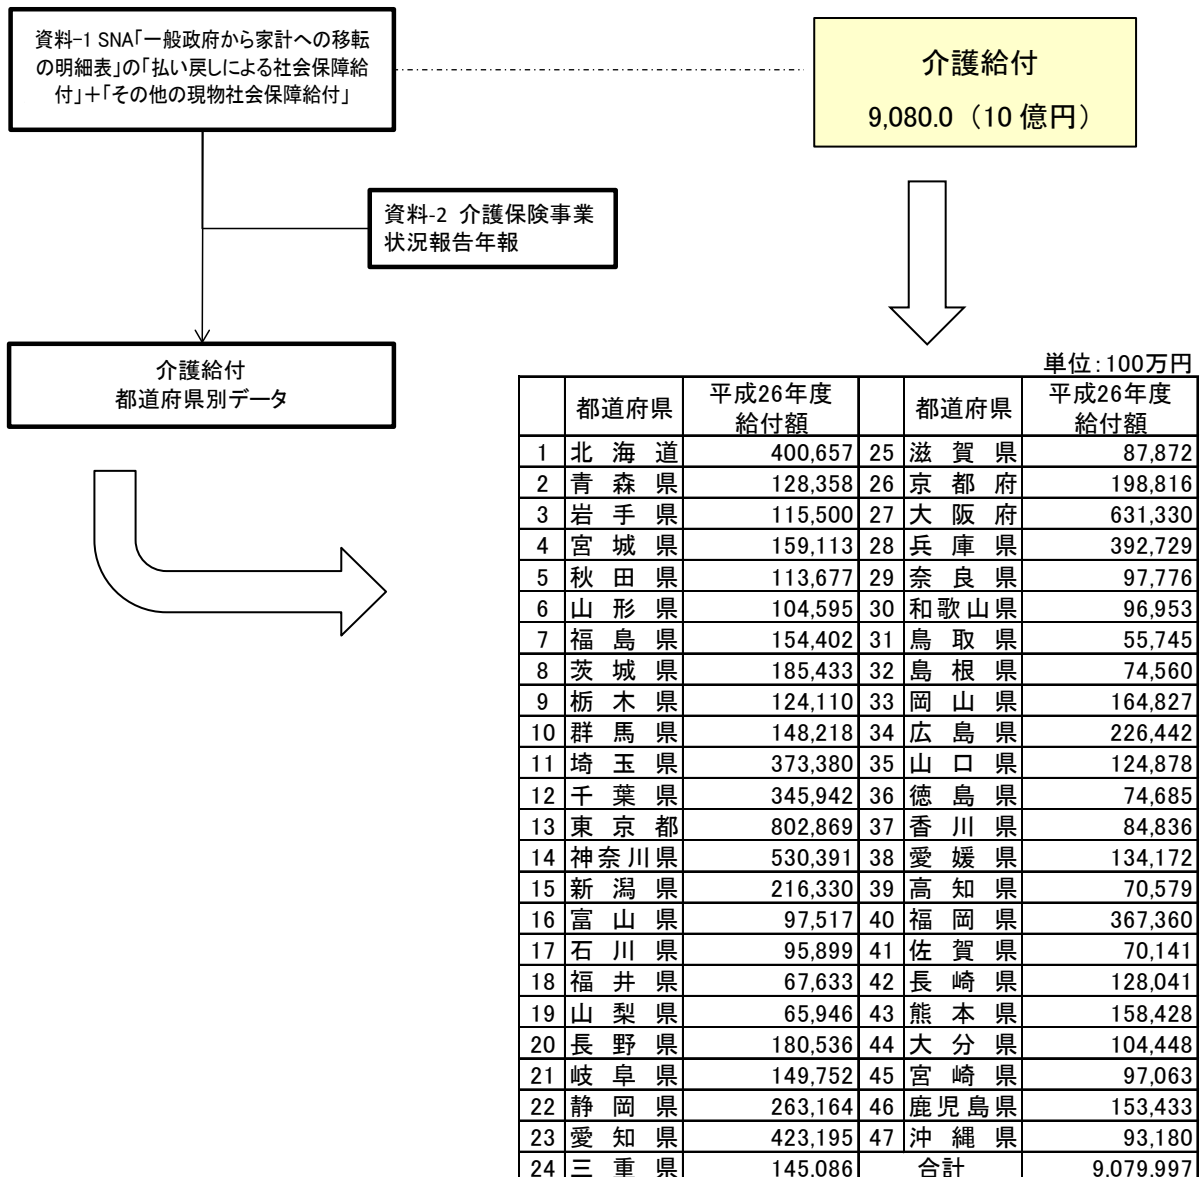 資料-1 SNA「一般政府から家計への移転
の明細表」の「払い戻しによる社会保障給
付」+「その他の現物社会保障給付」
介護給付
9,080.0（10 億円）
資料-2 介護保険事業
状況報告年報
介護給付
都道府県別データ
単位:100万円
都道府県 平成26年度 給付額 都道府県 平成26年度 給付額
1 北海道 400,657 25 滋賀県 87,872
2 青森県 128,358 26 京都府 198,816
3 岩手県 115,500 27 大阪府 631,330
4 宮城県 159,113 28 兵庫県 392,729
5 秋田県 113,677 29 奈良県 97,776
6 山形県 104,595 30 和歌山県 96,953
7 福島県 154,402 31 鳥取県 55,745
8 茨城県 185,433 32 島根県 74,560
9 栃木県 124,110 33 岡山県 164,827
10 群馬県 148,218 34 広島県 226,442
11 埼玉県 373,380 35 山口県 124,878
12 千葉県 345,942 36 徳島県 74,685
13 東京都 802,869 37 香川県 84,836
14 神奈川県 530,391 38 愛媛県 134,172
15 新潟県 216,330 39 高知県 70,579
16 富山県 97,517 40 福岡県 367,360
17 石川県 95,899 41 佐賀県 70,141
18 福井県 67,633 42 長崎県 128,041
19 山梨県 65,946 43 熊本県 158,428
20 長野県 180,536 44 大分県 104,448
21 岐阜県 149,752 45 宮崎県 97,063
22 静岡県 263,164 46 鹿児島県 153,433
23 愛知県 423,195 47 沖縄県 93,180
24 三重県 145,086 合計 9,079,997